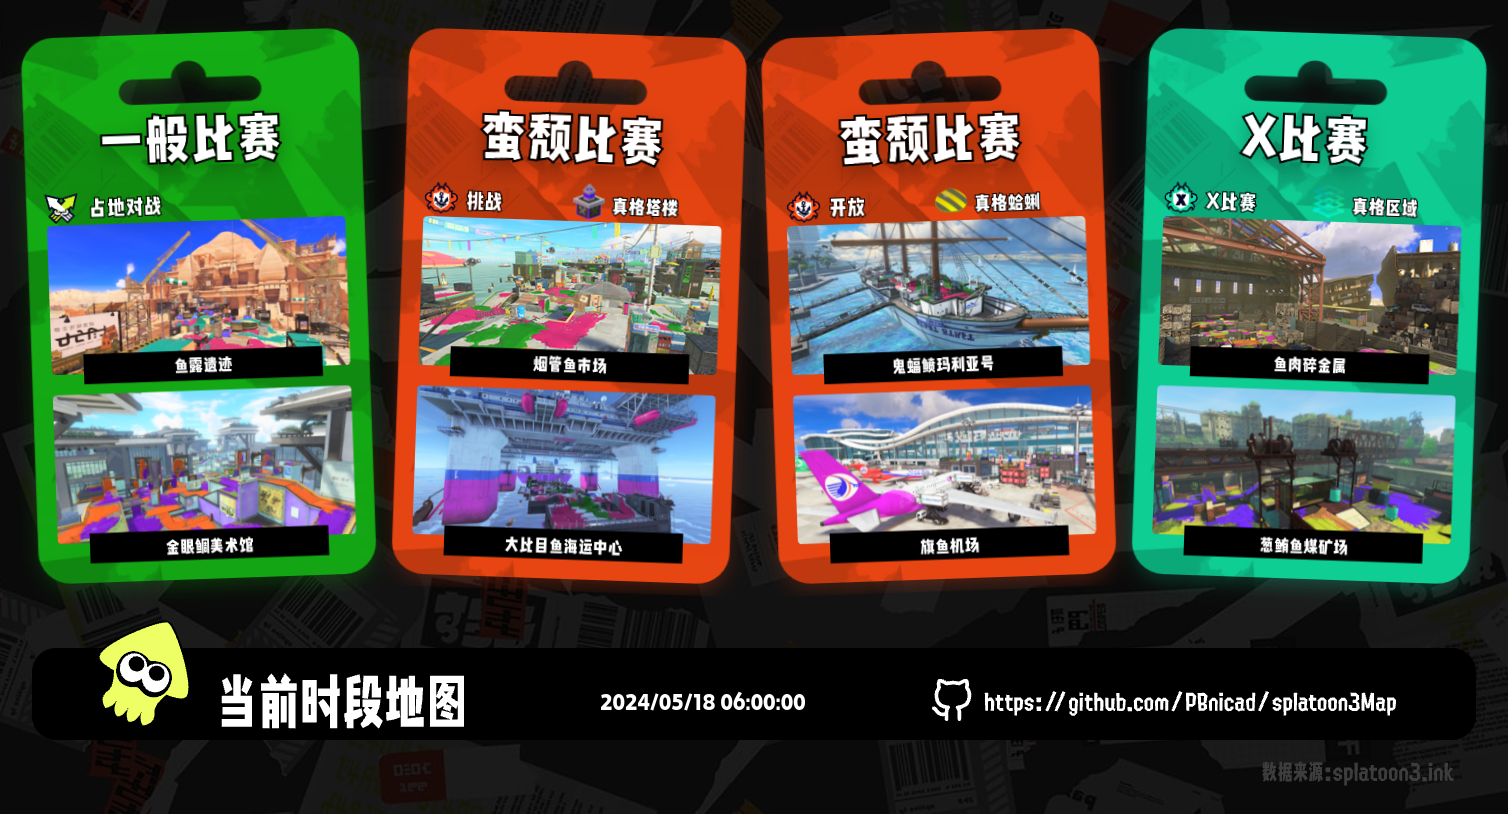 一般比赛
占地对战
鱼露遗迹
金眼鲷美术馆
蛮颓比赛
挑战
真格塔楼
烟管鱼市场
大比目鱼海运中心
蛮颓比赛
开放
真格蛤蜊
鬼蝠鲼玛利亚号
旗鱼机场
X比赛
X比赛
真格区域
鱼肉碎金属
葱鲔鱼煤矿场
当前时段地图
2024/05/18 06:00:00
https://github.com/PBnicad/splatoon3Map
数据来源:splatoon3.ink